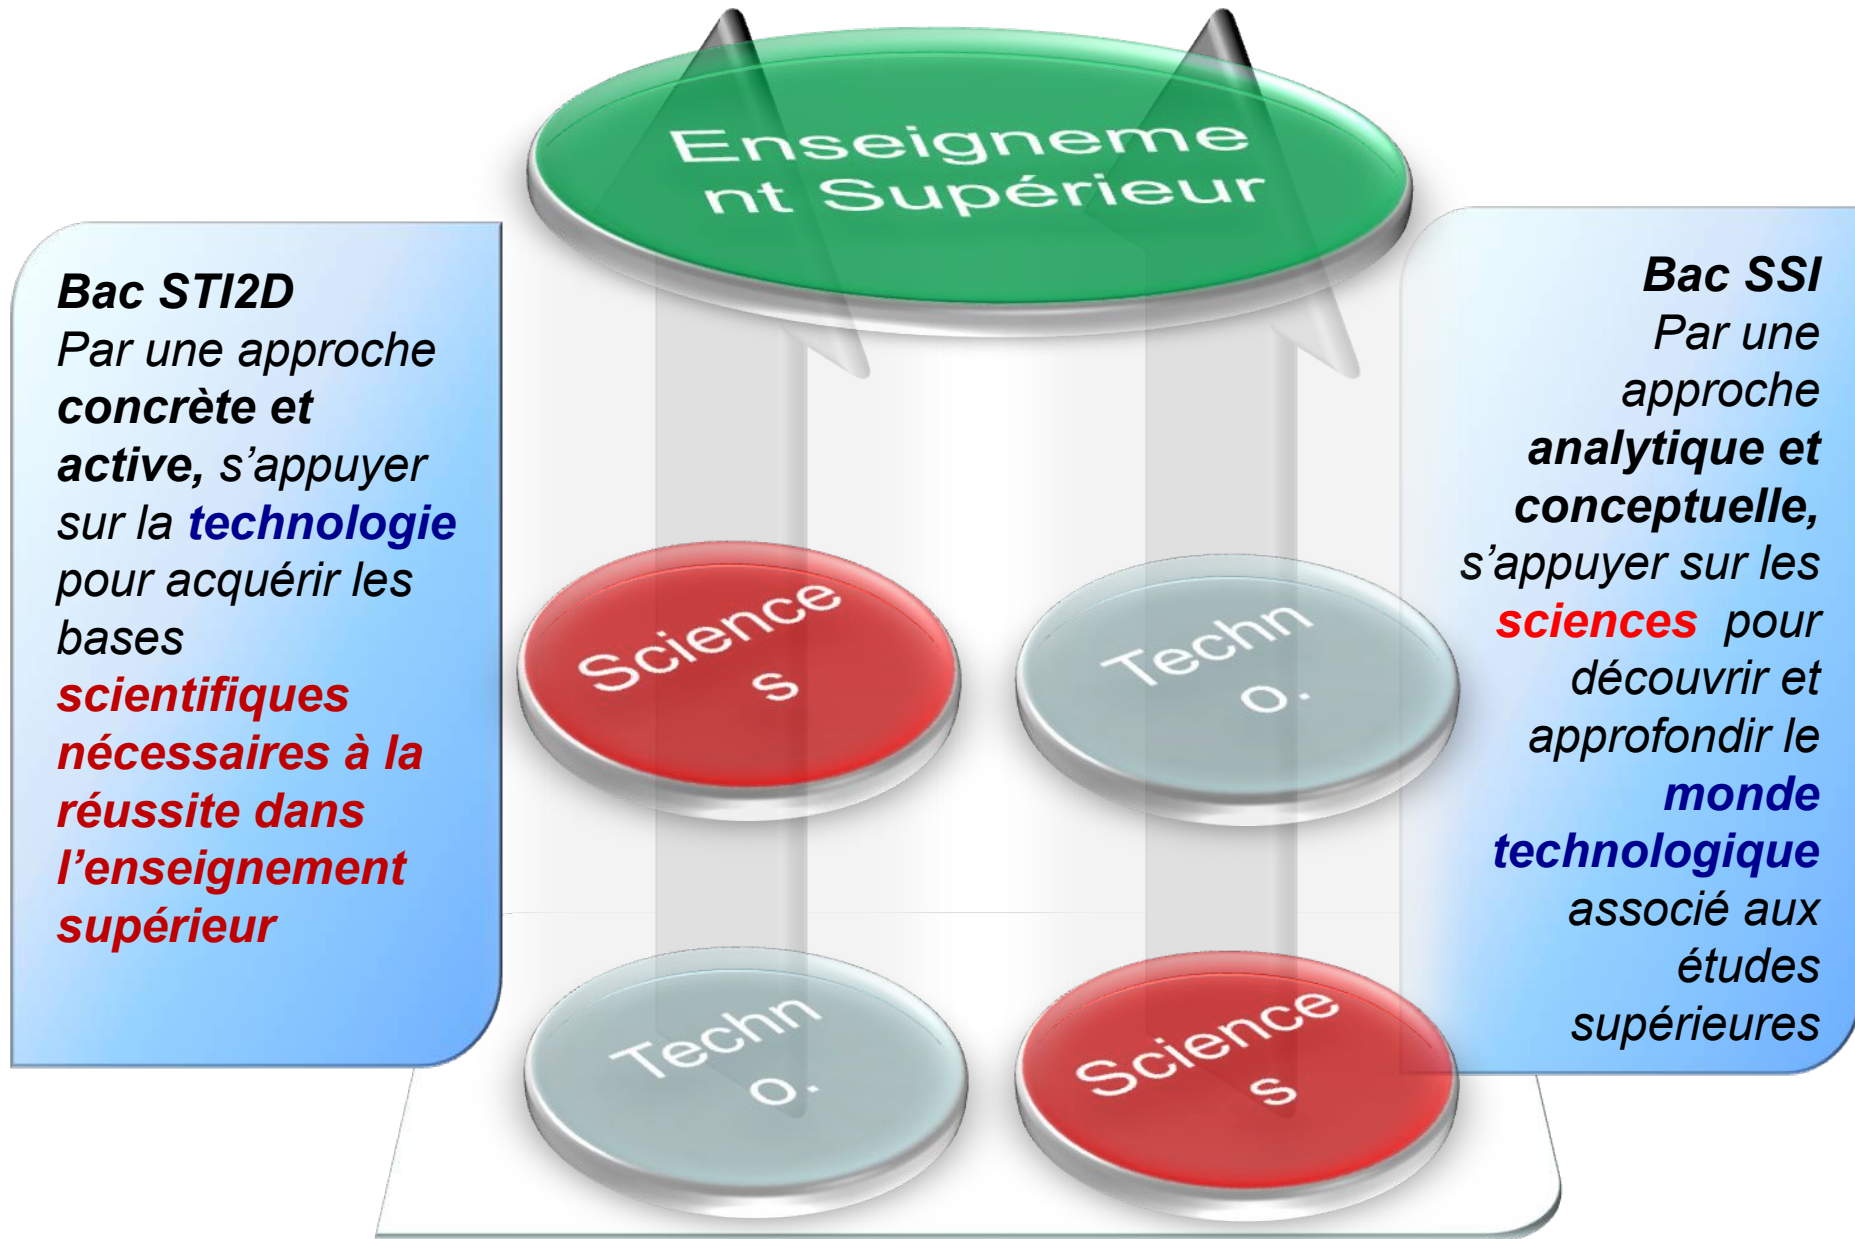 Enseigneme
nt Supérieur
Bac STI2D
Par une approche
concrète et
active, s’appuyer
sur la technologie
pour acquérir les
bases
scientifiques
nécessaires à la
réussite dans
l’enseignement
supérieur
Science
s
Techn
o.
Techn
o.
Science
s
Bac SSI
Par une
approche
analytique et
conceptuelle,
s’appuyer sur les
sciences pour
découvrir et
approfondir le
monde
technologique
associé aux
études
supérieures